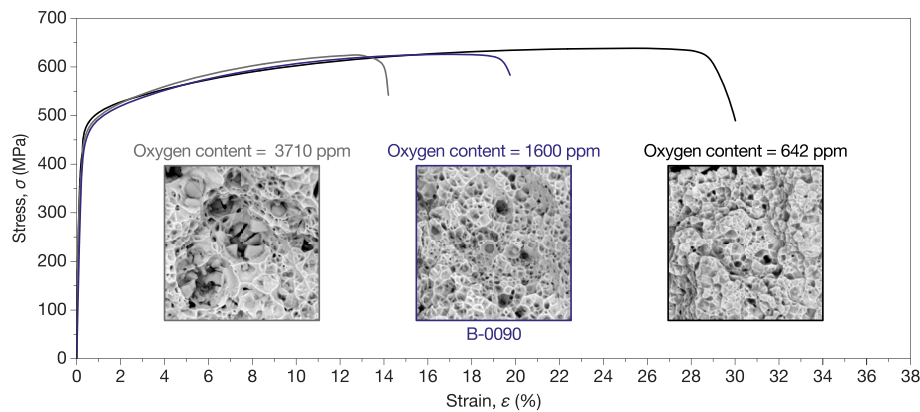 700
600
500
400
300
200
100
0
Stress, σ (MPa)
Oxygen content = 3710 ppm
Oxygen content = 1600 ppm
Oxygen content = 642 ppm
B-0090
0 2 4 6 8 10 12 14 16 18 20 22 24 26 28 30 32 34 36 38
Strain, ε (%)